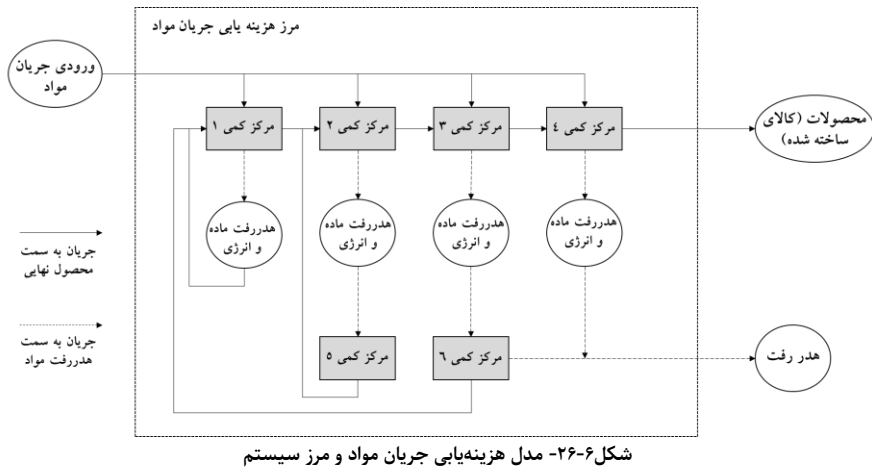 مرز هزینه یابی جریان مواد
ورودی جریان
مواد
مرکز کمی ۱
مرکز کمی ۲
مرکز کمی ۳
مرکز کمی ٤
محصولات (کالای
ساخته شده)
هدررفت ماده
و انرژی
هدررفت ماده
و انرژی
هدررفت ماده
و انرژی
هدررفت ماده
و انرژی
جریان به سمت
محصول نهایی
جریان به سمت
هدررفت مواد
مرکز کمی ٥
مرکز کمی ٦
هدر رفت
شکل۶-۲۶- مدل هزینه‌یابی جریان مواد و مرز سیستم